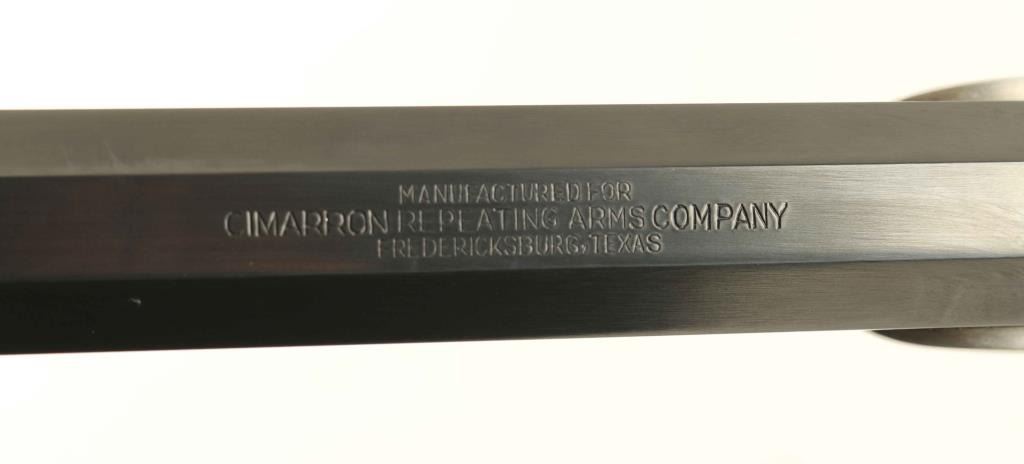 MANUFACTURED FOR
CIMARRON REPEATING ARMS COMPANY
FREDERICKSBURG, TEXAS